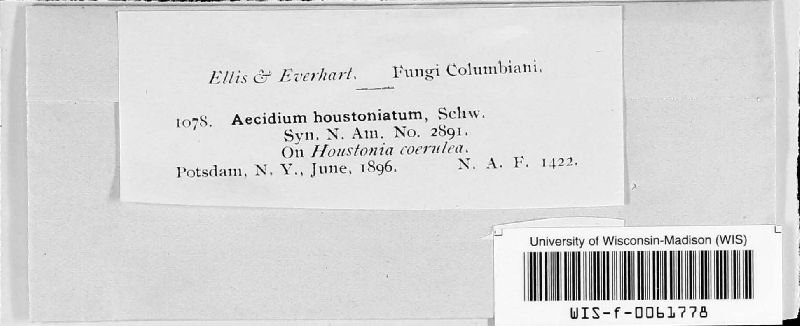 Ellis & Everhart. Fungi Columbiani.
1078. Aecidium houstoniatum, Schw.
Syn. N. Am. No. 2891.
On Houstonia coerulea.
Potsdam, N. Y., June, 1896. N. A. F. 1422.
University of Wisconsin-Madison (WIS)
WIS-f-0061778